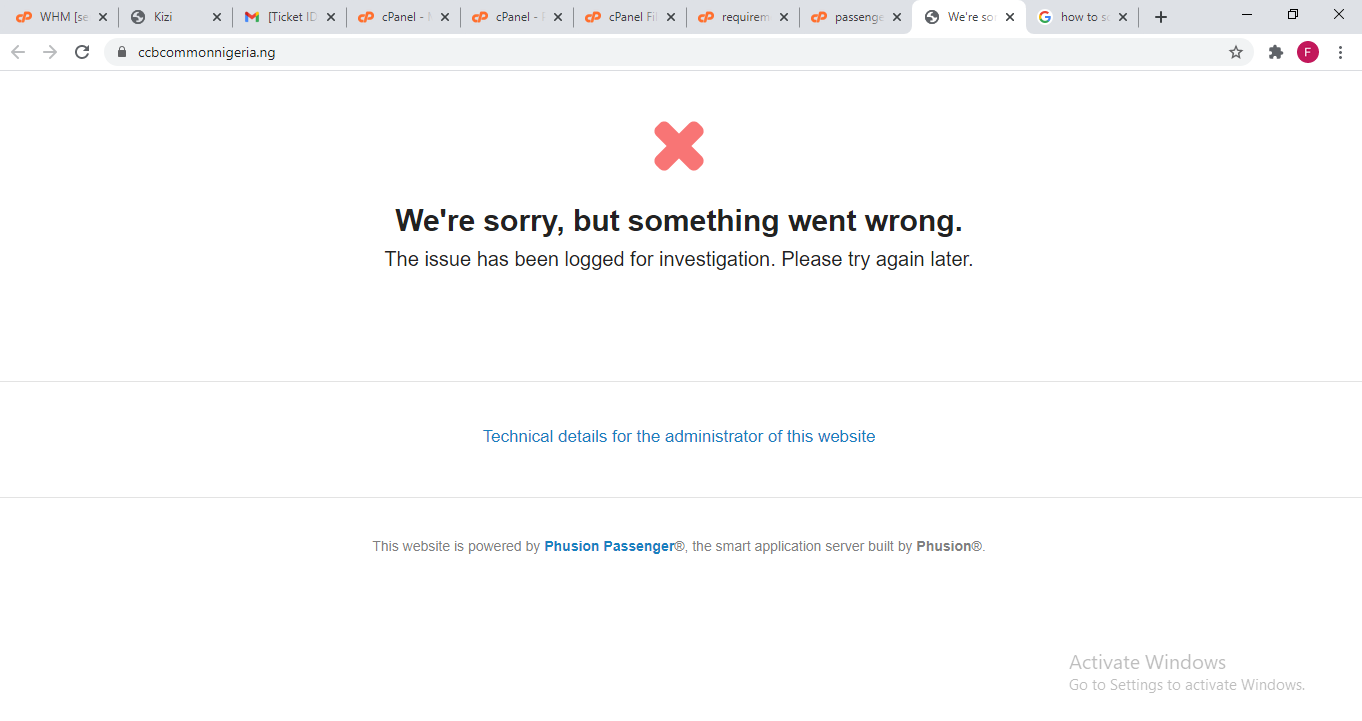 WHM [se
Kizi
[Ticket ID
cPanel -
cPanel -
cPanel Fil
requirem
passenge
We're sor
how to so
ccbcommonnigeria.ng
F
We're sorry, but something went wrong.
The issue has been logged for investigation. Please try again later.
Technical details for the administrator of this website
This website is powered by Phusion Passenger®, the smart application server built by Phusion®.
Activate Windows
Go to Settings to activate Windows.